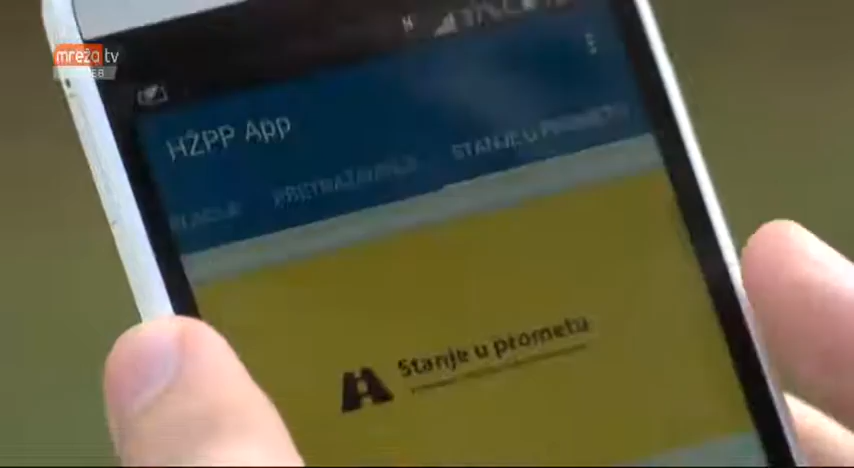 mreža tv
HŽPP App
PRETRAŽIVANJE
STANJE U PROMETU
Stanje u prometu